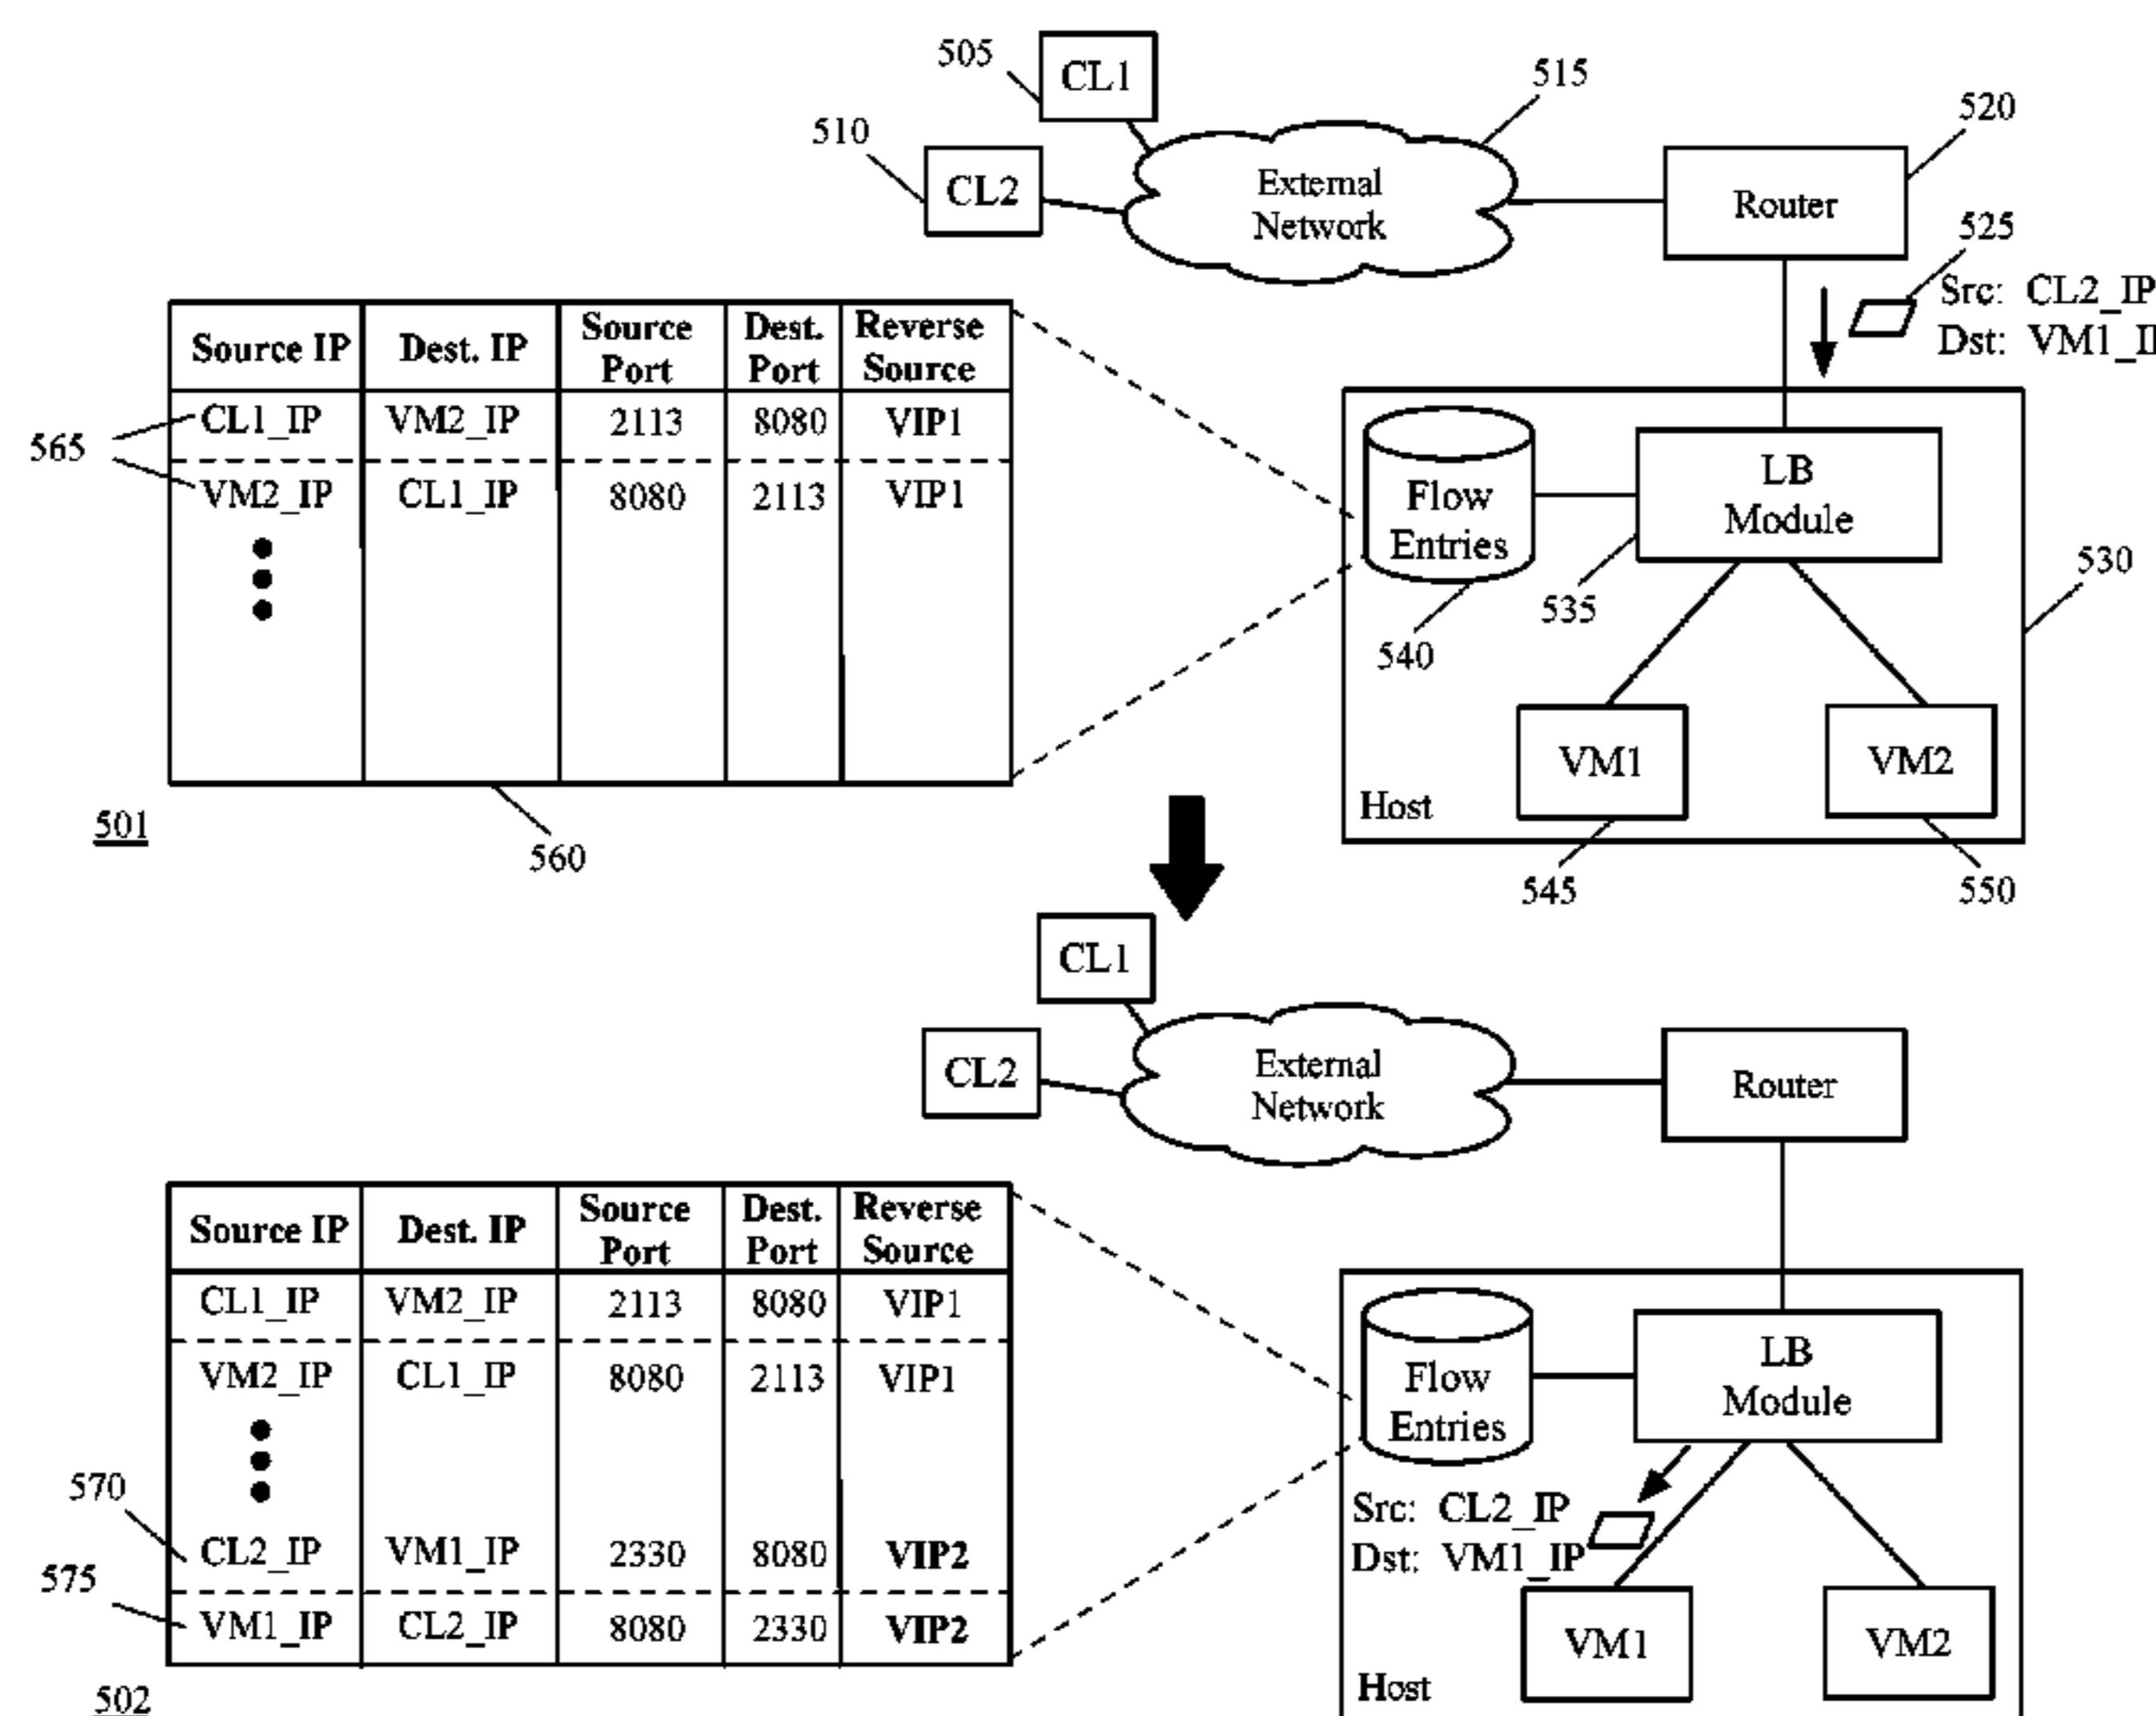 505
CL1
515
520
510
CL2
External
Network
Router
525
Src: CL2_IP
Dst: VM1_IP
Source IP Dest. IP Source Port Dest. Port Reverse Source
565
CL1_IP VM2_IP 2113 8080 VIP1
VM2_IP CL1_IP 8080 2113 VIP1
Flow
Entries
LB
Module
530
535
540
VM1
VM2
Host
501
560
545
550
CL1
CL2
External
Network
Router
Source IP Dest. IP Source Port Dest. Port Reverse Source
CL1_IP VM2_IP 2113 8080 VIP1
VM2_IP CL1_IP 8080 2113 VIP1
570
CL2_IP VM1_IP 2330 8080 VIP2
575
VM1_IP CL2_IP 8080 2330 VIP2
Flow
Entries
LB
Module
Src: CL2_IP
Dst: VM1_IP
VM1
VM2
Host
502